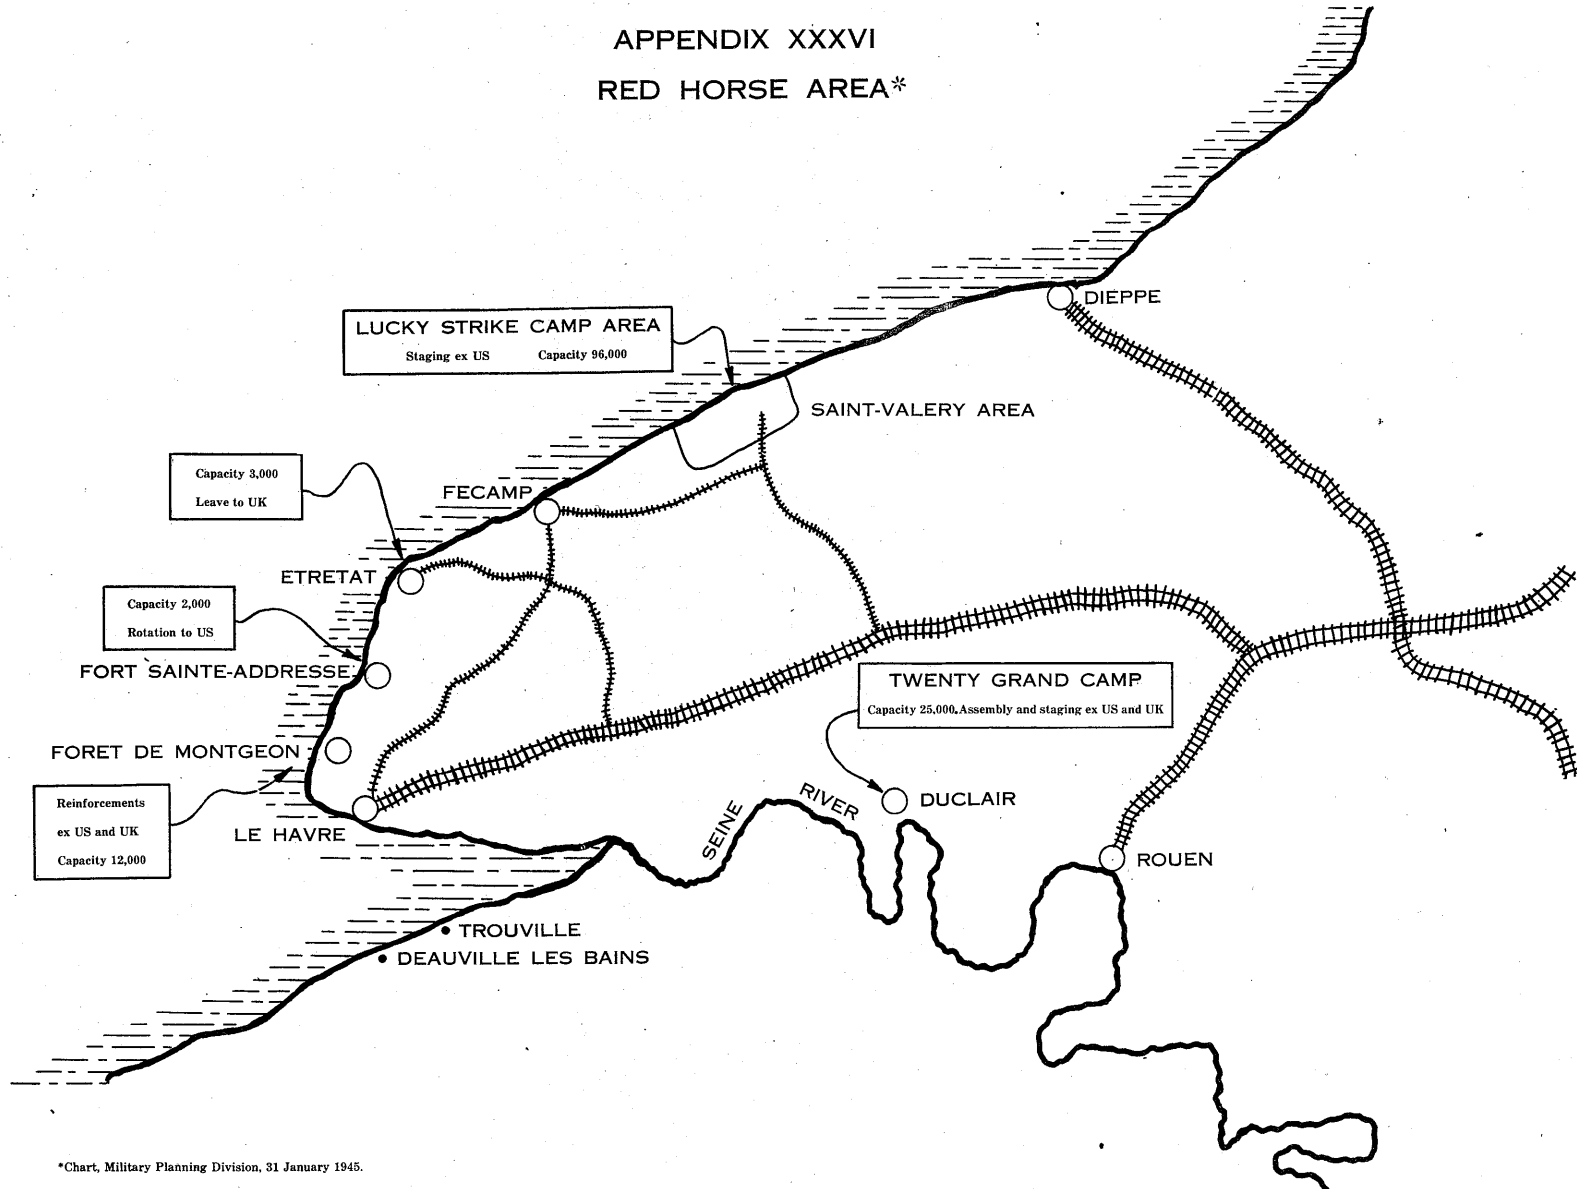 APPENDIX XXXVI
RED HORSE AREA*
DIEPPE
LUCKY STRIKE CAMP AREA
Staging ex US Capacity 96,000
SAINT-VALERY AREA
Capacity 3,000
Leave to UK
FECAMP
ETRETAT
Capacity 2,000
Rotation to US
FORT SAINTE-ADDRESSE
TWENTY GRAND CAMP
Capacity 25,000. Assembly and staging ex US and UK
FORET DE MONTGEON
Reinforcements
ex US and UK
Capacity 12,000
LE HAVRE
SEINE RIVER
DUCLAIR
ROUEN
TROUVILLE
DEAUVILLE LES BAINS
*Chart, Military Planning Division, 31 January 1945.